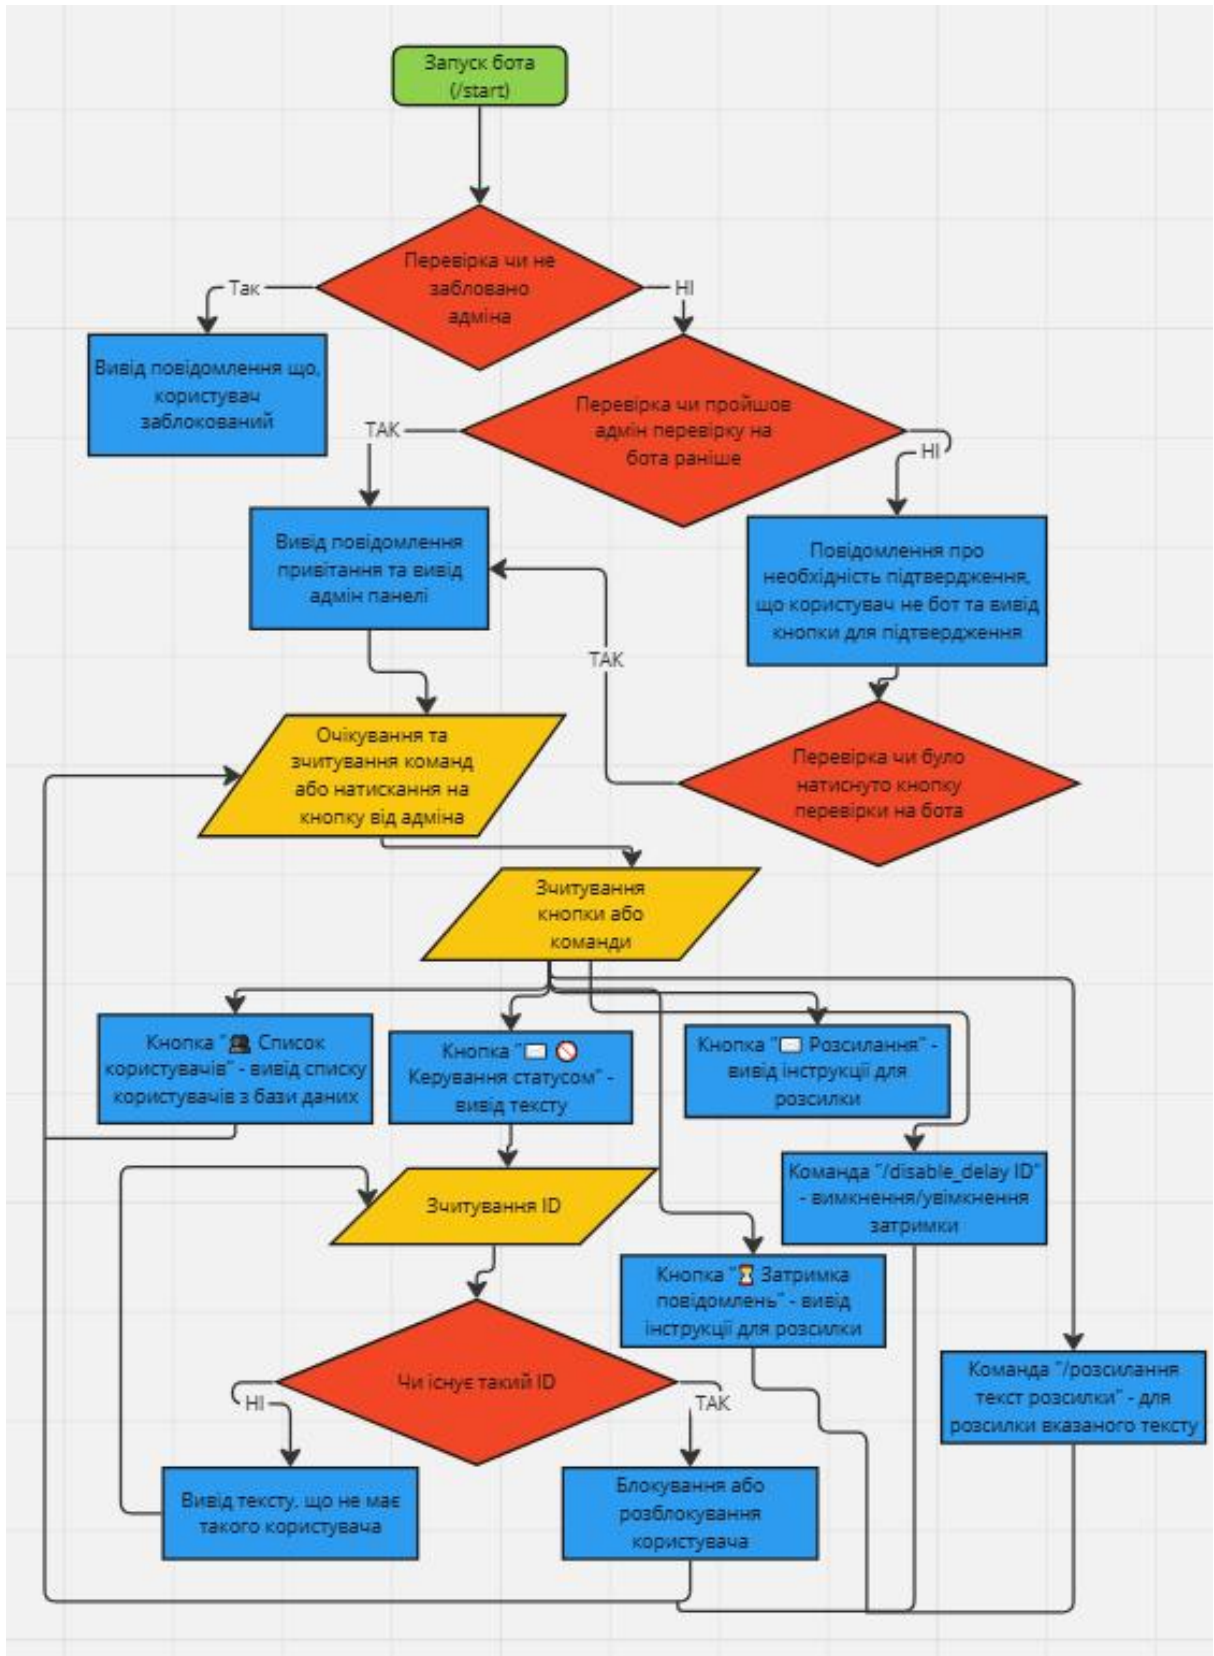 Запуск бота
(/start)
Перевірка чи не
забловано
адміна
Так
НІ
Вивід повідомлення що,
користувач
заблокований
Перевірка чи пройшов
адмін перевірку на
бота раніше
ТАК
НІ
Вивід повідомлення
привітання та вивід
адмін панелі
Повідомлення про
необхідність підтвердження,
що користувач не бот та вивід
кнопки для підтвердження
ТАК
Перевірка чи було
натиснуто кнопку
перевірки на бота
Очікування та
зчитування команд
або натискання на
кнопку від адміна
Зчитування
кнопки або
команди
Кнопка "👥 Список
користувачів" - вивід списку
користувачів з бази даних
Кнопка "✉️ 🚫
Керування статусом" -
вивід тексту
Кнопка "✉️ Розсилання" -
вивід інструкції для
розсилки
Команда "/disable_delay ID"
- вимкнення/увімкнення
затримки
Зчитування ID
Кнопка "⏳ Затримка
повідомлень" - вивід
інструкції для розсилки
Команда "/розсилання
текст розсилки" - для
розсилки вказаного тексту
Чи існує такий ID
НІ
ТАК
Вивід тексту, що не має
такого користувача
Блокування або
розблокування
користувача